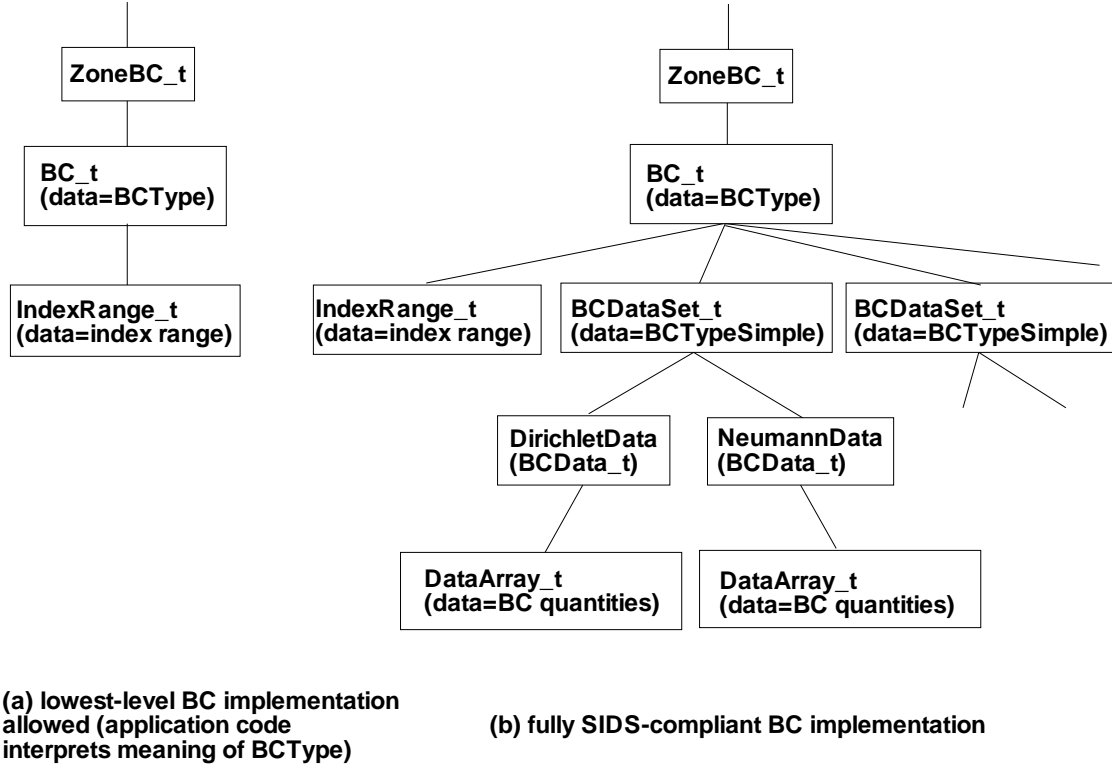 ZoneBC_t
BC_t
(data=BCType)
IndexRange_t
(data=index range)
(a) lowest-level BC implementation
allowed (application code
interprets meaning of BCType)
ZoneBC_t
BC_t
(data=BCType)
IndexRange_t
(data=index range)
BCDataSet_t
(data=BCTypeSimple)
BCDataSet_t
(data=BCTypeSimple)
DirichletData
(BCData_t)
NeumannData
(BCData_t)
DataArray_t
(data=BC quantities)
DataArray_t
(data=BC quantities)
(b) fully SIDS-compliant BC implementation